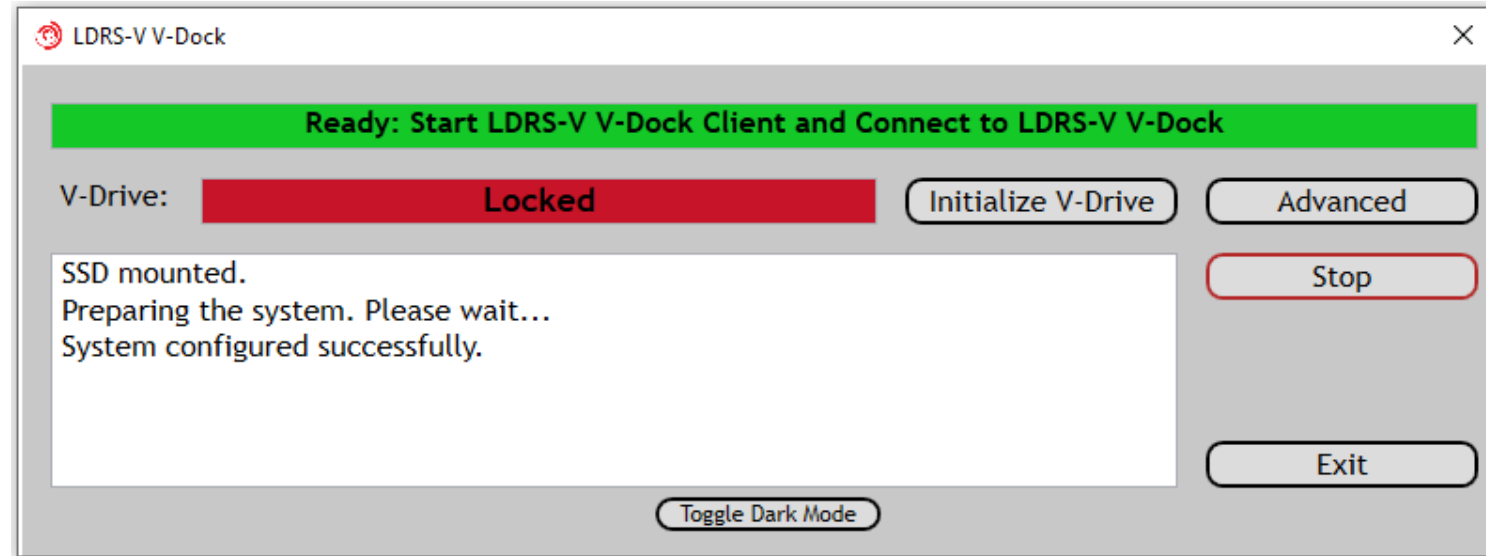 LDRS-V V-Dock
Ready: Start LDRS-V V-Dock Client and Connect to LDRS-V V-Dock
V-Drive:
Locked
Initialize V-Drive
Advanced
SSD mounted.
Preparing the system. Please wait...
System configured successfully.
Stop
Exit
Toggle Dark Mode